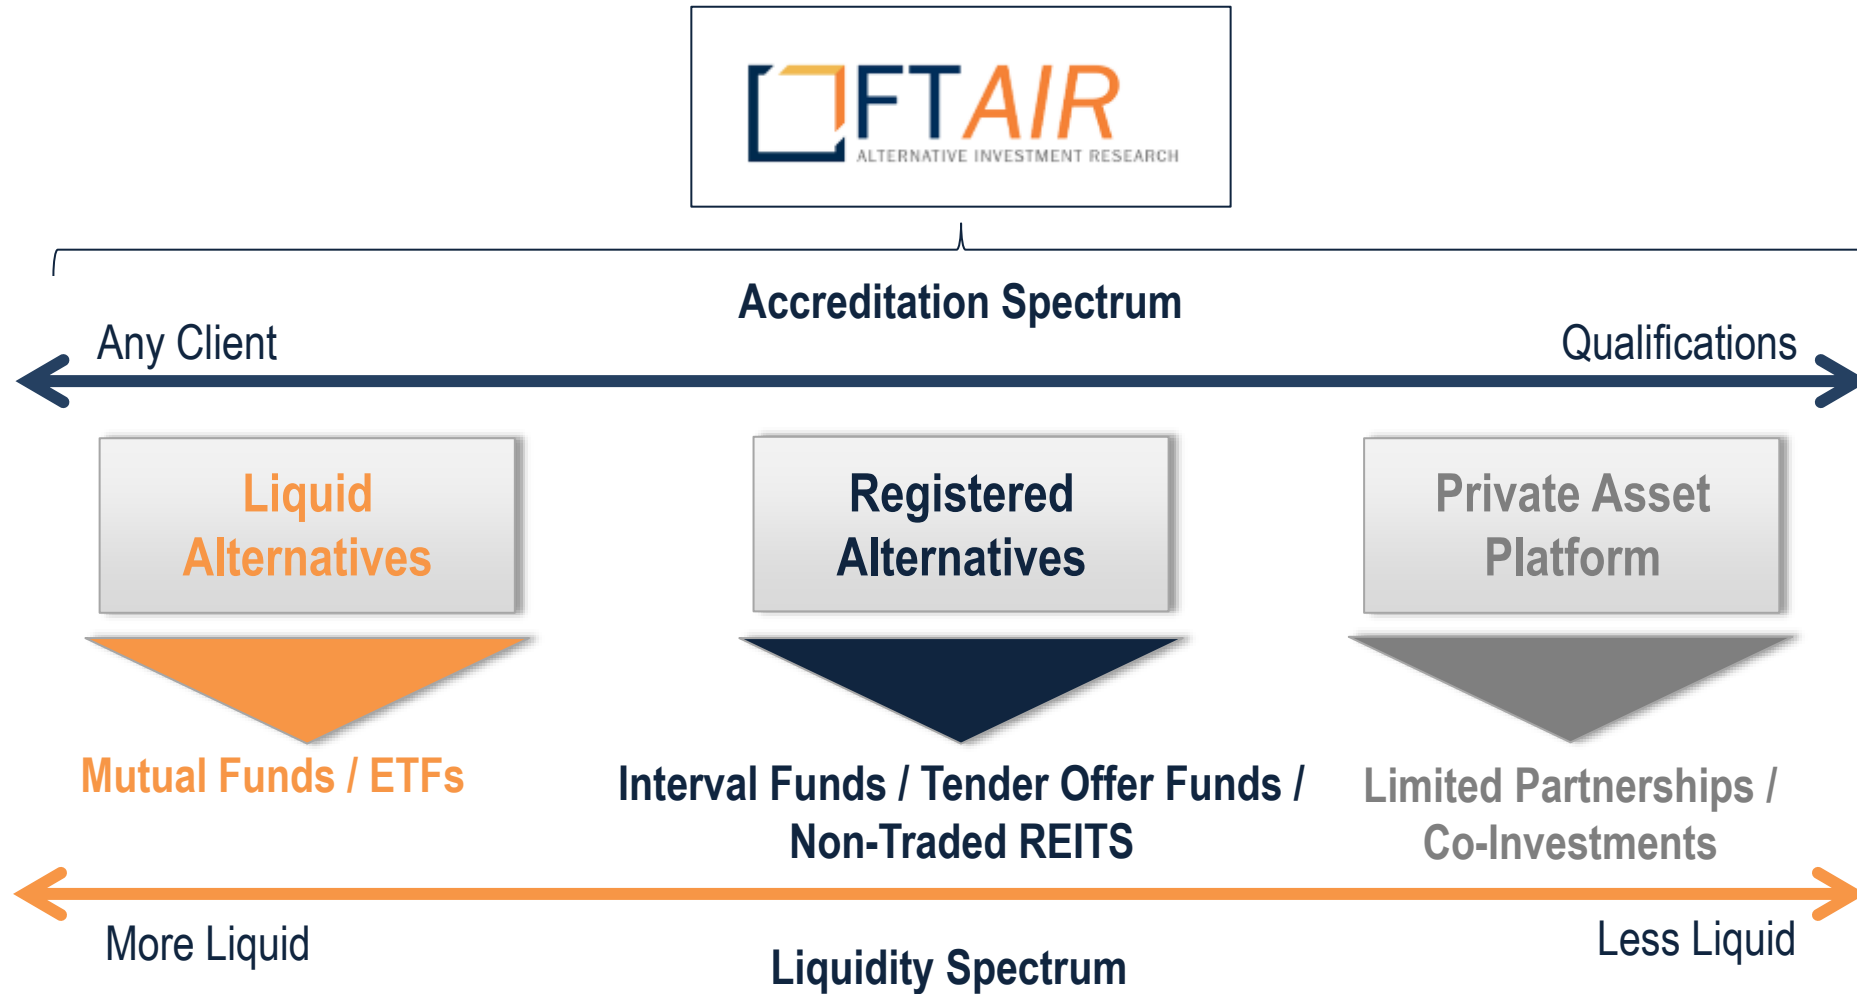 FTAIR
ALTERNATIVE INVESTMENT RESEARCH
Accreditation Spectrum
Any Client
Qualifications
Liquid
Alternatives
Registered
Alternatives
Private Asset
Platform
Mutual Funds / ETFs
Interval Funds / Tender Offer Funds /
Non-Traded REITS
Limited Partnerships /
Co-Investments
More Liquid
Less Liquid
Liquidity Spectrum